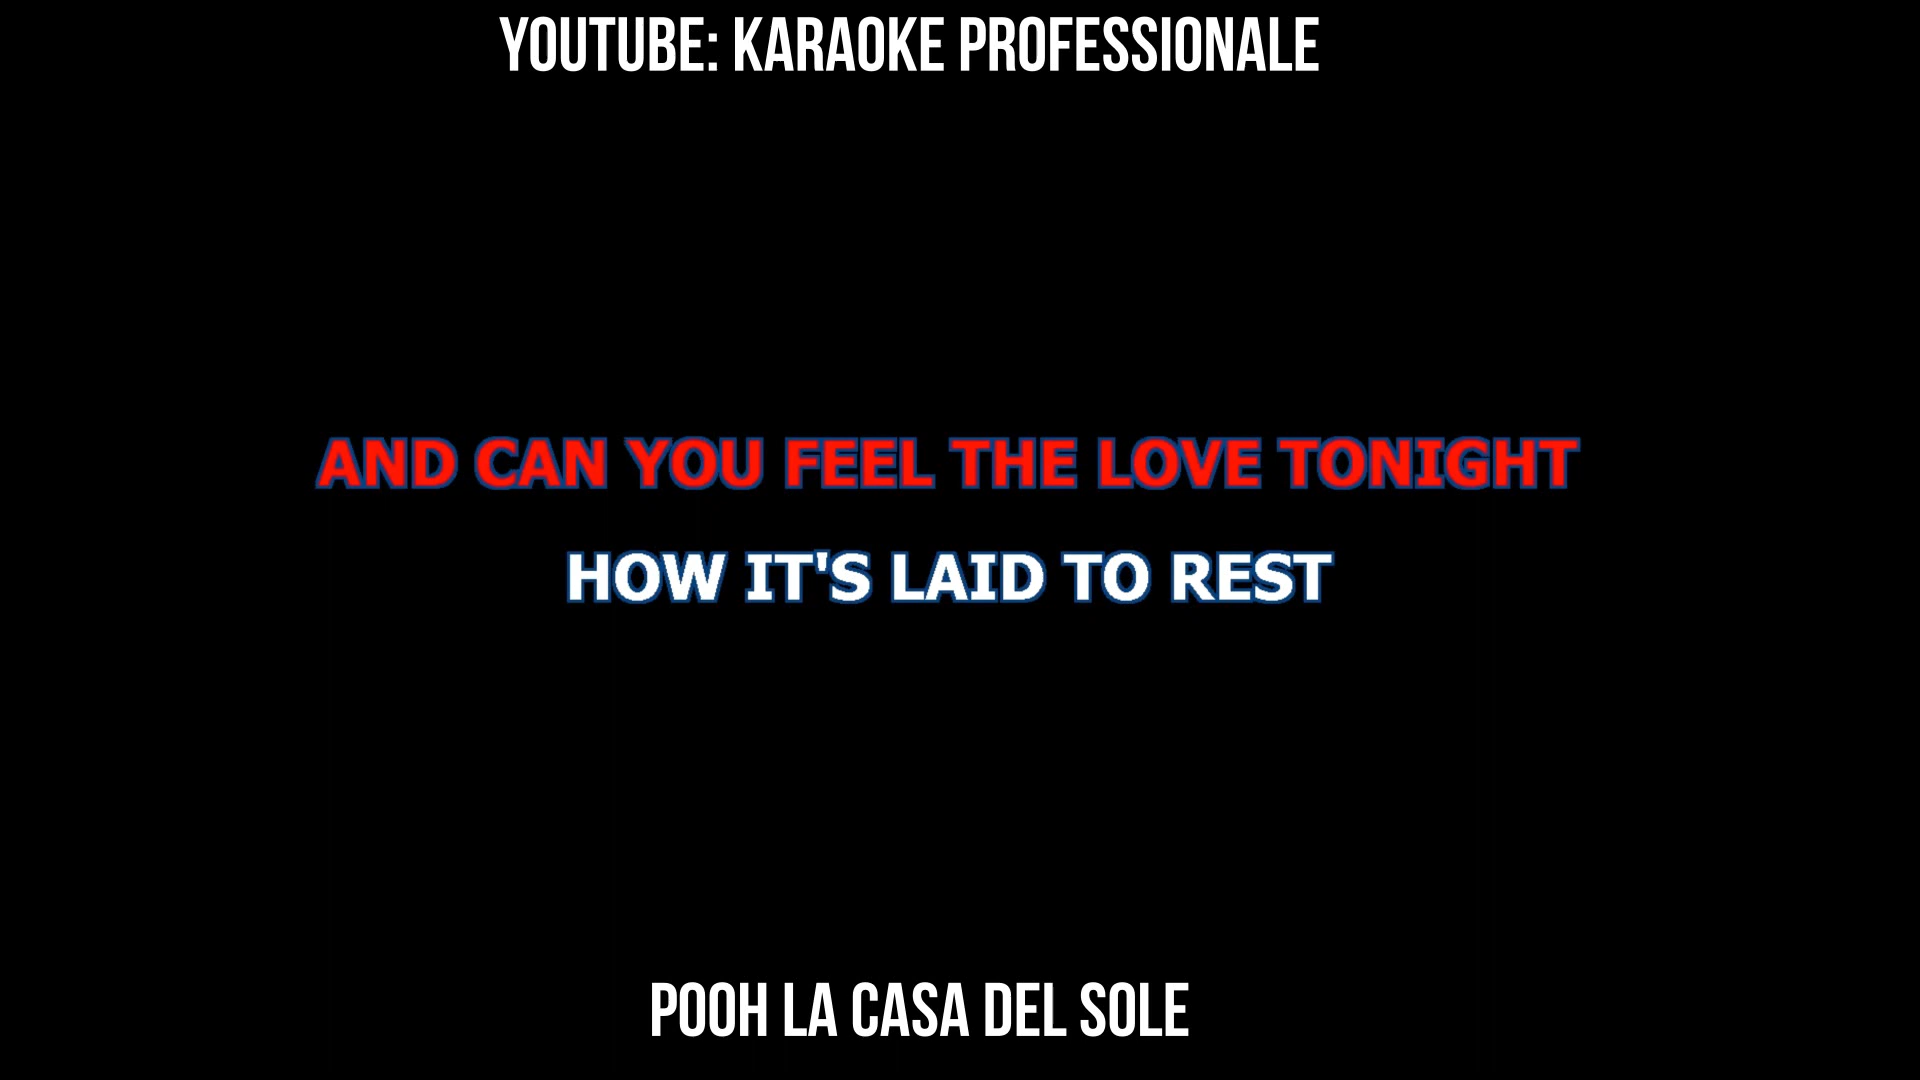 YOUTUBE: KARAOKE PROFESSIONALE
AND CAN YOU FEEL THE LOVE TONIGHT
HOW IT'S LAID TO REST
POOH LA CASA DEL SOLE